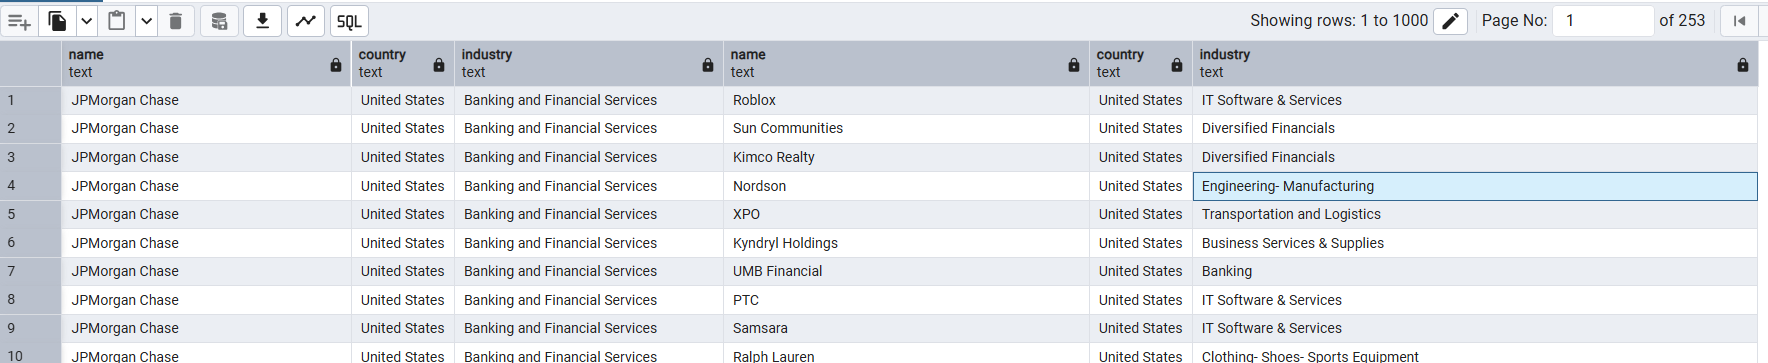 SQL Showing rows: 1 to 1000 Page No: 1 of 253
name country industry name country industry
text text text text text text
1 JPMorgan Chase United States Banking and Financial Services Roblox United States IT Software & Services
2 JPMorgan Chase United States Banking and Financial Services Sun Communities United States Diversified Financials
3 JPMorgan Chase United States Banking and Financial Services Kimco Realty United States Diversified Financials
4 JPMorgan Chase United States Banking and Financial Services Nordson United States Engineering- Manufacturing
5 JPMorgan Chase United States Banking and Financial Services XPO United States Transportation and Logistics
6 JPMorgan Chase United States Banking and Financial Services Kyndryl Holdings United States Business Services & Supplies
7 JPMorgan Chase United States Banking and Financial Services UMB Financial United States Banking
8 JPMorgan Chase United States Banking and Financial Services PTC United States IT Software & Services
9 JPMorgan Chase United States Banking and Financial Services Samsara United States IT Software & Services
10 JPMorgan Chase United States Banking and Financial Services Ralph Lauren United States Clothing- Shoes- Sports Equipment